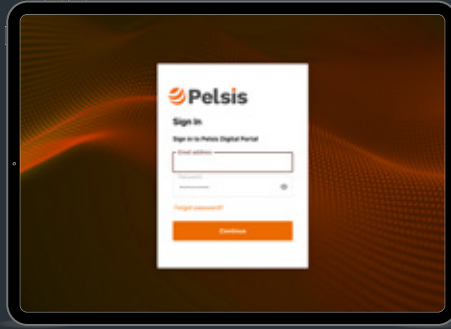 Pelsis
Sign In
Sign in to Pelsis Digital Portal
Email address
Password
Forgot password?
Continue